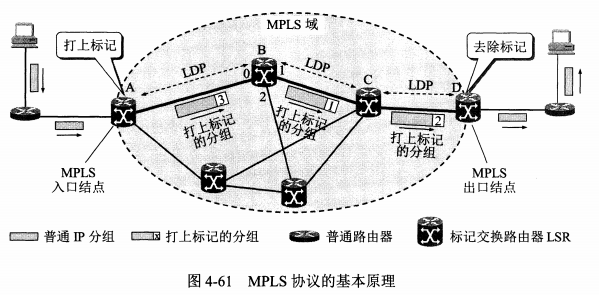 MPLS 域
打上标记
去除标记
A
LDP
B
0
1
2
LDP
C
LDP
D
3
打上标记
的分组
1
打上标记
的分组
2
打上标记
的分组
MPLS
入口结点
MPLS
出口结点
普通 IP 分组
x
打上标记的分组
普通路由器
标记交换路由器 LSR
图 4-61 MPLS 协议的基本原理